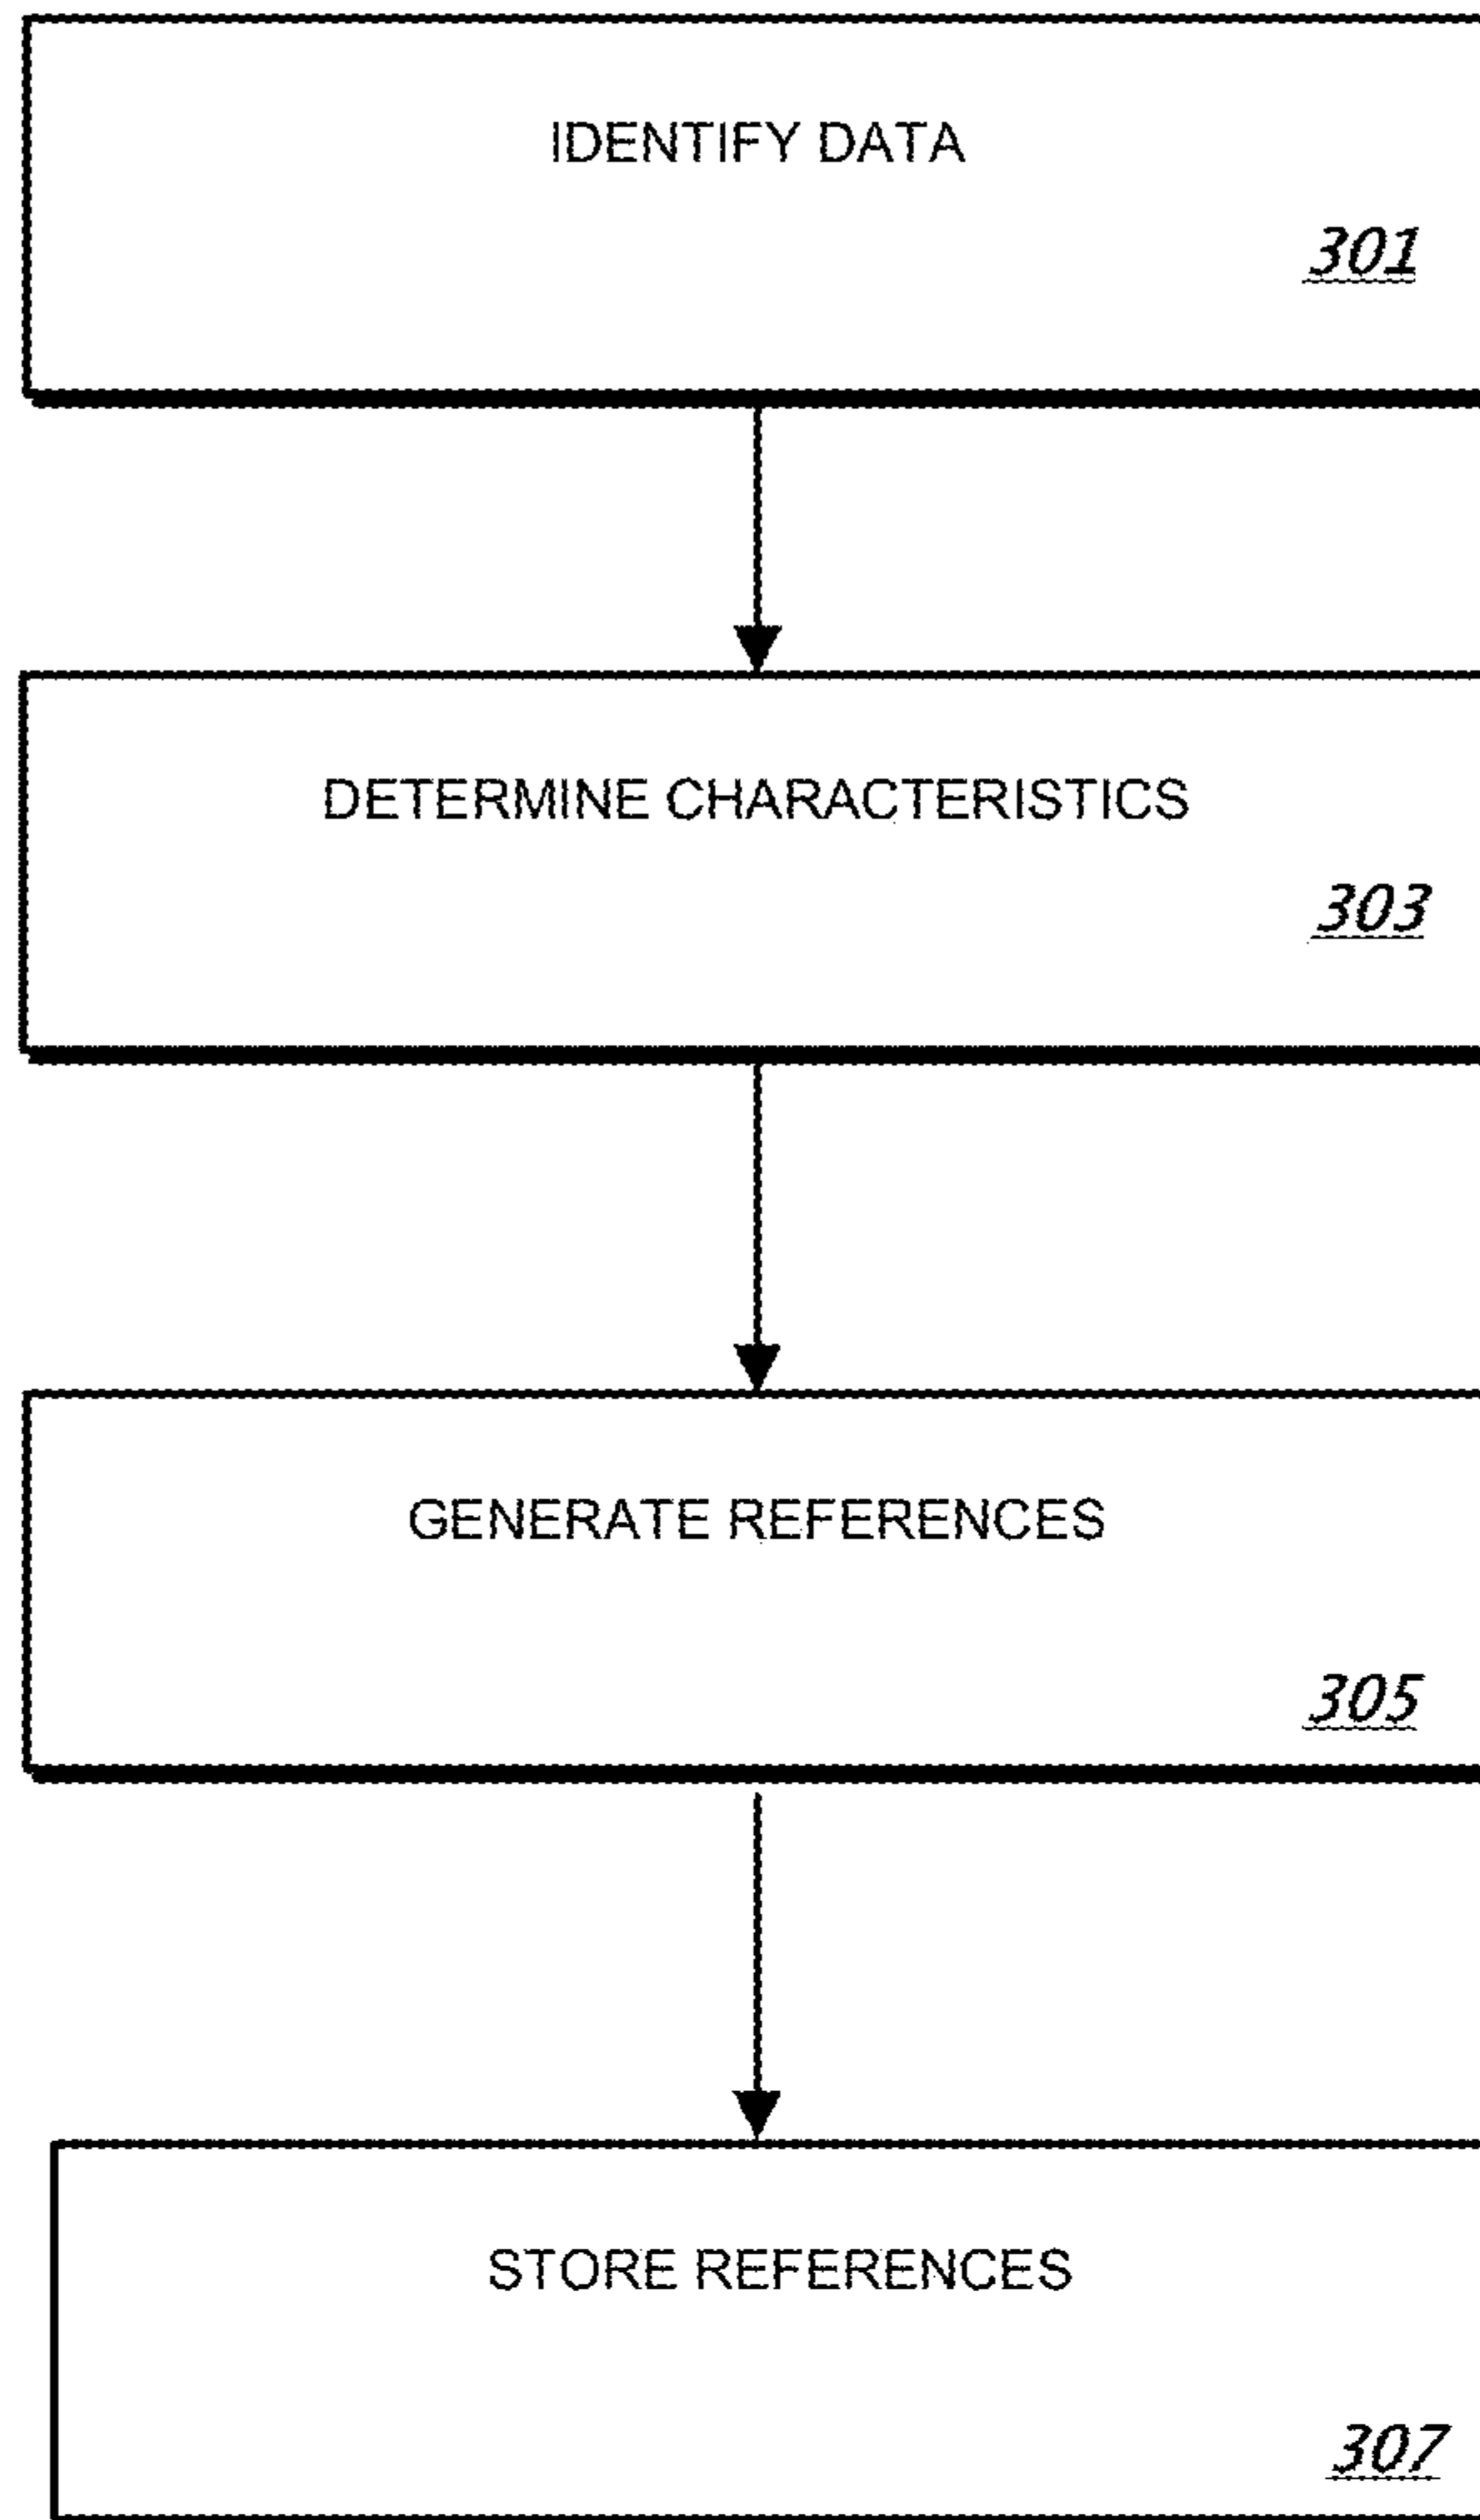 IDENTIFY DATA
301
DETERMINE CHARACTERISTICS
303
GENERATE REFERENCES
305
STORE REFERENCES
307